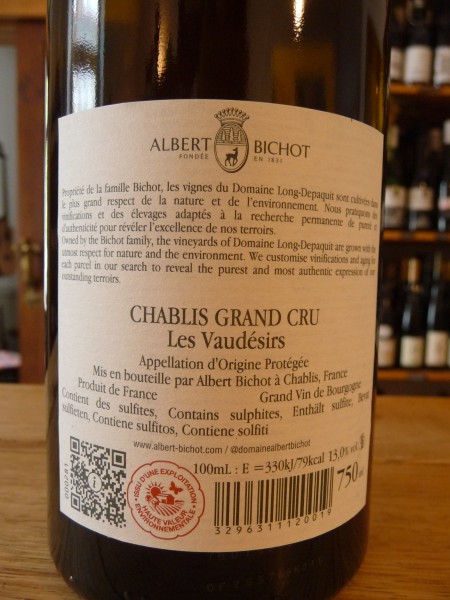 ALBERT BICHOT
FONDÉE EN 1831
Propriété de la famille Bichot, les vignes du Domaine Long-Depaquit sont cultivées dans
le plus grand respect de la nature et de l'environnement. Nous pratiquons des
vinifications et des élevages adaptés à la recherche permanente de pureté et
d'authenticité pour révéler l'excellence de nos terroirs.
Owned by the Bichot family, the vineyards of Domaine Long-Depaquit are grown with the
utmost respect for nature and the environment. We customise vinifications and aging for
each parcel in our search to reveal the purest and most authentic expression of our
outstanding terroirs.
CHABLIS GRAND CRU
Les Vaudésirs
Appellation d'Origine Protégée
Mis en bouteille par Albert Bichot à Chablis, France
Produit de France Grand Vin de Bourgogne
Contient des sulfites, Contains sulphites, Enthält sulfite, Bevat
sulfieten, Contiene sulfitos, Contiene solfiti
www.albert-bichot.com / @domainealbertbichot
100mL : E = 330kJ/79kcal 13,0% vol.
750 ml
000281
i
ISSU D'UNE EXPLOITATION
HAUTE VALEUR
ENVIRONNEMENTALE
3296311120019